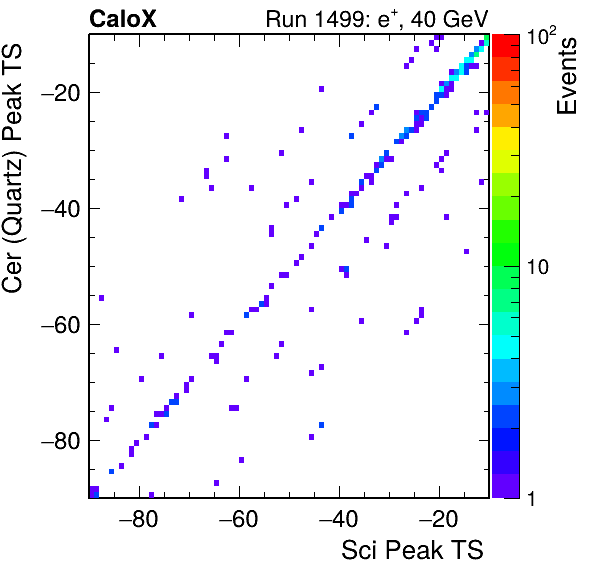 CaloX Run 1499: e⁺, 40 GeV
Cer (Quartz) Peak TS
−20
−40
−60
−80
−80 −60 −40 −20
Sci Peak TS
10²
10
1
Events